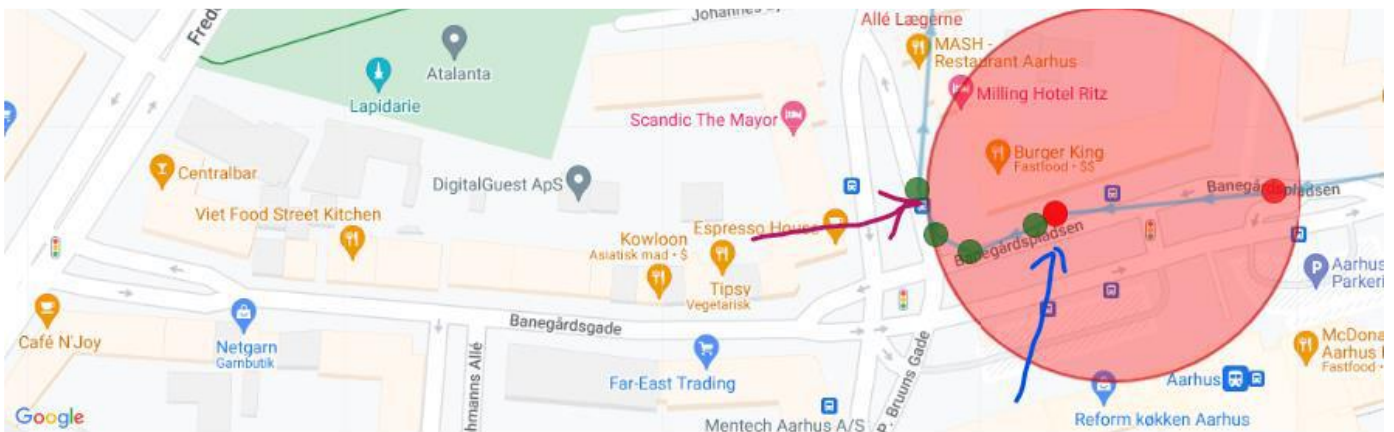 Allé Lægerne
MASH -
Restaurant Aarhus
Atalanta
Lapidarie
Milling Hotel Ritz
Scandic The Mayor
Burger King
Fastfood • $$
Centralbar
DigitalGuest ApS
Banegårdspladsen
Viet Food Street Kitchen
Espresso House
Banegårdspladsen
Kowloon
Asiatisk mad • $
Tipsy
Vegetarisk
P
Aarhus
Parkeri
Banegårdsgade
Café N'Joy
Netgarn
Garnbutik
Far-East Trading
McDona
Aarhus
Fastfood •
Aarhus
Reform køkken Aarhus
Google
Mentech Aarhus A/S
P. Bruuns Gade
hmanns Allé
Fred